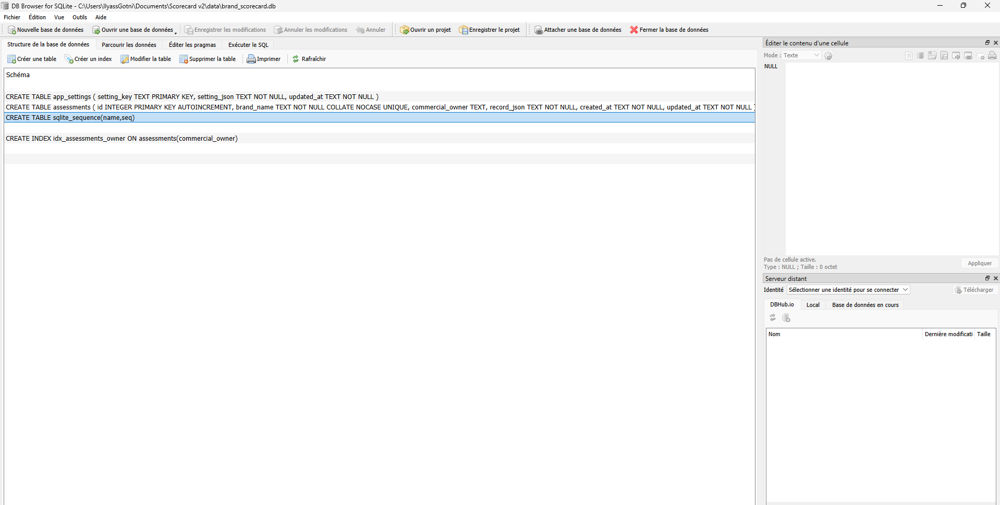 DB Browser for SQLite - C:\Users\IlyassGotni\Documents\Scorecard v2\data\brand_scorecard.db
Fichier Édition Vue Outils Aide
Nouvelle base de données Ouvrir une base de données Enregistrer les modifications Annuler les modifications Annuler Ouvrir un projet Enregistrer le projet Attacher une base de données Fermer la base de données
Structure de la base de données Parcourir les données Éditer les pragmas Exécuter le SQL
Créer une table Créer un index Modifier la table Supprimer la table Imprimer Rafraîchir
Schéma
CREATE TABLE app_settings ( setting_key TEXT PRIMARY KEY, setting_json TEXT NOT NULL, updated_at TEXT NOT NULL )
CREATE TABLE assessments ( id INTEGER PRIMARY KEY AUTOINCREMENT, brand_name TEXT NOT NULL COLLATE NOCASE UNIQUE, commercial_owner TEXT, record_json TEXT NOT NULL, created_at TEXT NOT NULL, updated_at TEXT NOT NULL )
CREATE TABLE sqlite_sequence(name,seq)
CREATE INDEX idx_assessments_owner ON assessments(commercial_owner)
Éditer le contenu d'une cellule
Mode : Texte
NULL
Pas de cellule active.
Type : NULL ; Taille : 0 octet
Appliquer
Serveur distant
Identité Sélectionner une identité pour se connecter Télécharger
DBHub.io Local Base de données en cours
Nom Dernière modificati Taille